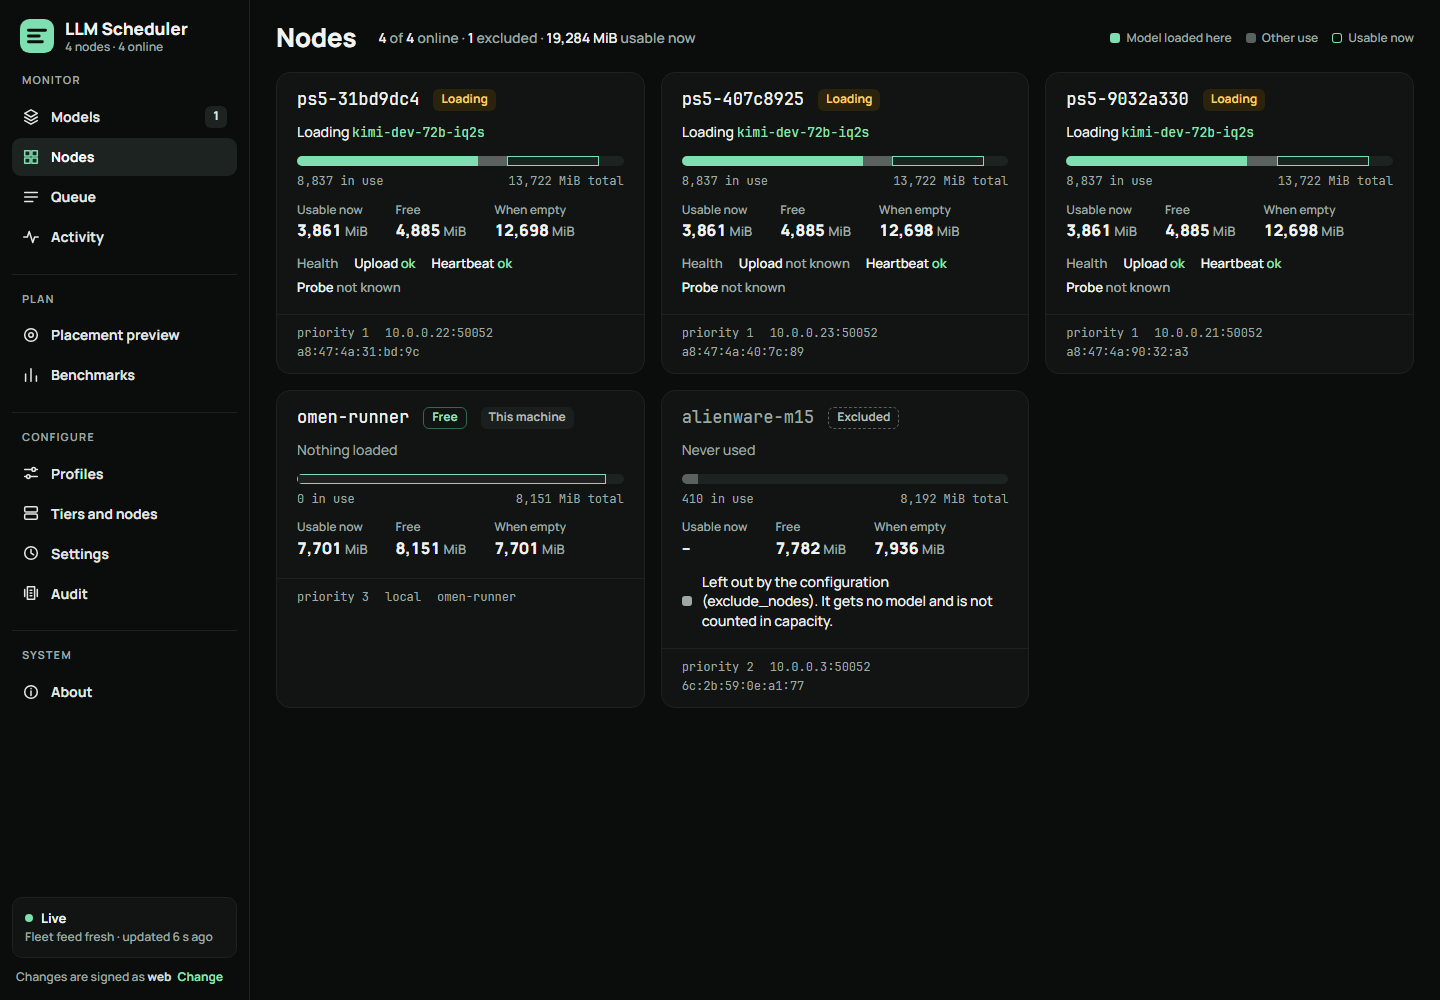 LLM Scheduler
4 nodes · 4 online
MONITOR
Models 1
Nodes
Queue
Activity
PLAN
Placement preview
Benchmarks
CONFIGURE
Profiles
Tiers and nodes
Settings
Audit
SYSTEM
About
Live
Fleet feed fresh · updated 6 s ago
Changes are signed as web Change
Nodes 4 of 4 online · 1 excluded · 19,284 MiB usable now
Model loaded here Other use Usable now
ps5-31bd9dc4 Loading
Loading kimi-dev-72b-iq2s
8,837 in use 13,722 MiB total
Usable now Free When empty
3,861 MiB 4,885 MiB 12,698 MiB
Health Upload ok Heartbeat ok
Probe not known
priority 1 10.0.0.22:50052
a8:47:4a:31:bd:9c
ps5-407c8925 Loading
Loading kimi-dev-72b-iq2s
8,837 in use 13,722 MiB total
Usable now Free When empty
3,861 MiB 4,885 MiB 12,698 MiB
Health Upload not known Heartbeat ok
Probe not known
priority 1 10.0.0.23:50052
a8:47:4a:40:7c:89
ps5-9032a330 Loading
Loading kimi-dev-72b-iq2s
8,837 in use 13,722 MiB total
Usable now Free When empty
3,861 MiB 4,885 MiB 12,698 MiB
Health Upload ok Heartbeat ok
Probe not known
priority 1 10.0.0.21:50052
a8:47:4a:90:32:a3
omen-runner Free This machine
Nothing loaded
0 in use 8,151 MiB total
Usable now Free When empty
7,701 MiB 8,151 MiB 7,701 MiB
priority 3 local omen-runner
alienware-m15 Excluded
Never used
410 in use 8,192 MiB total
Usable now Free When empty
– 7,782 MiB 7,936 MiB
Left out by the configuration
(exclude_nodes). It gets no model and is not
counted in capacity.
priority 2 10.0.0.3:50052
6c:2b:59:0e:a1:77